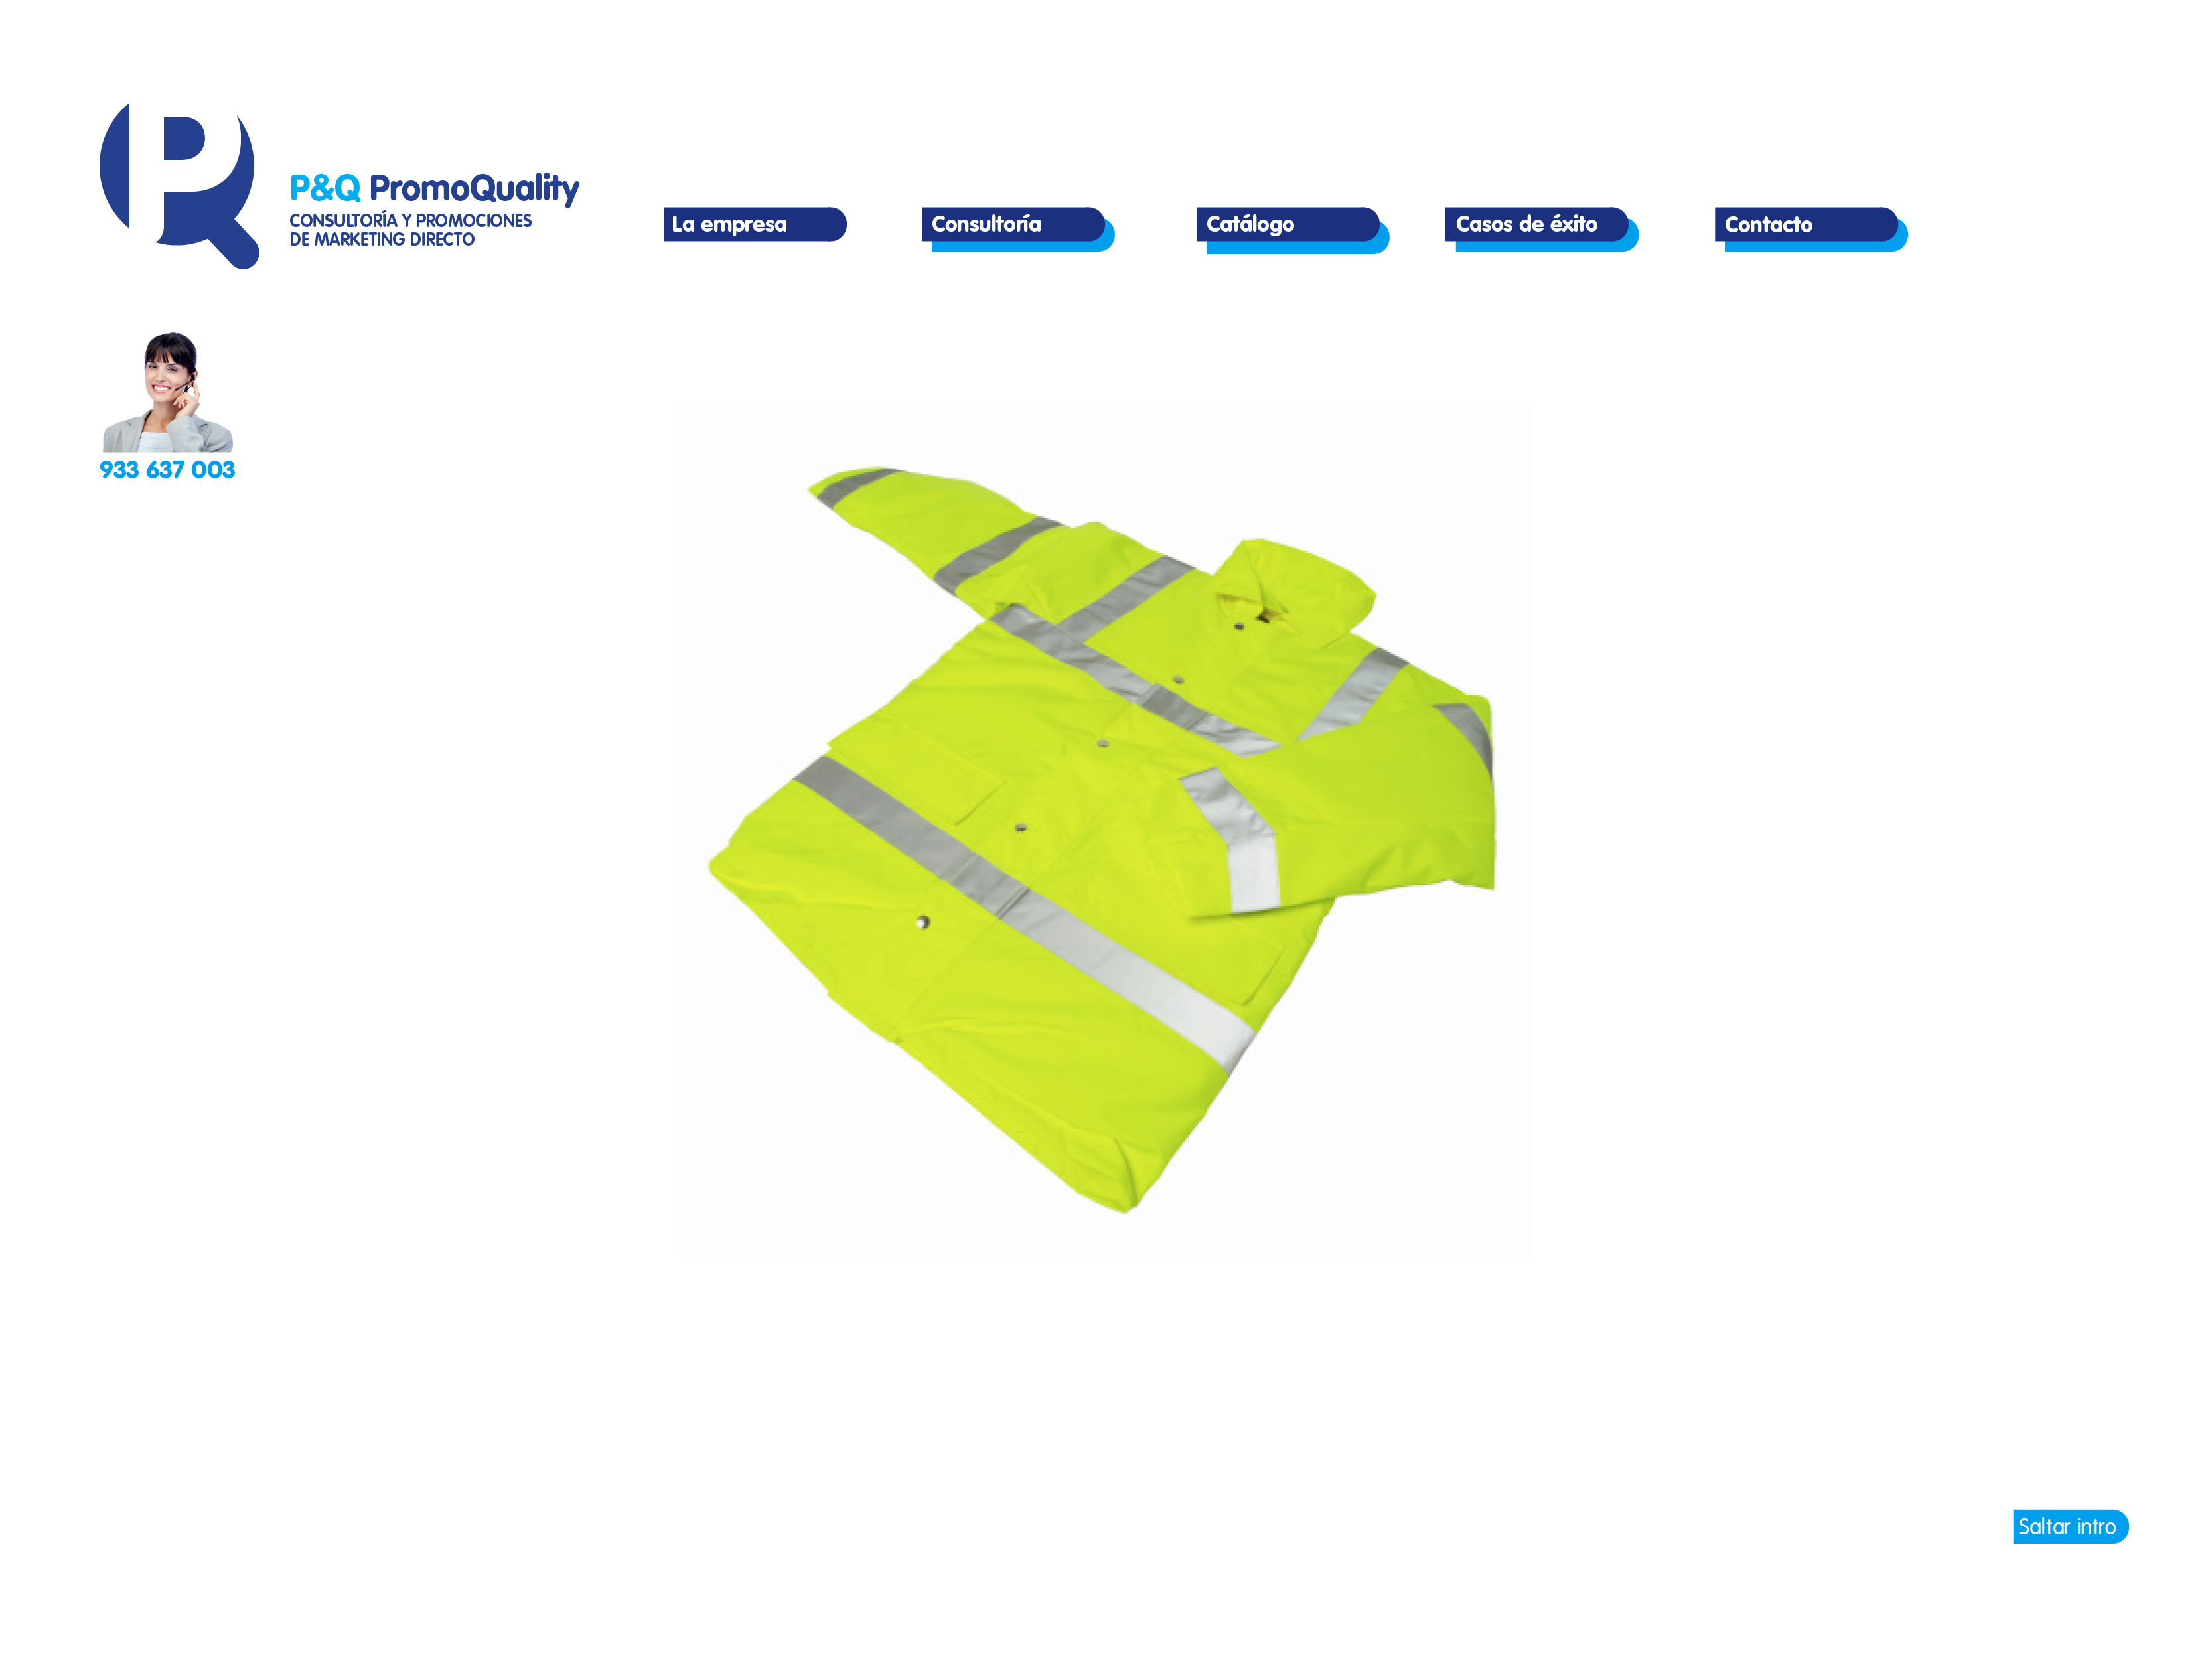 P&Q PromoQuality
CONSULTORÍA Y PROMOCIONES
DE MARKETING DIRECTO
La empresa
Consultoría
Catálogo
Casos de éxito
Contacto
933 637 003
Saltar intro